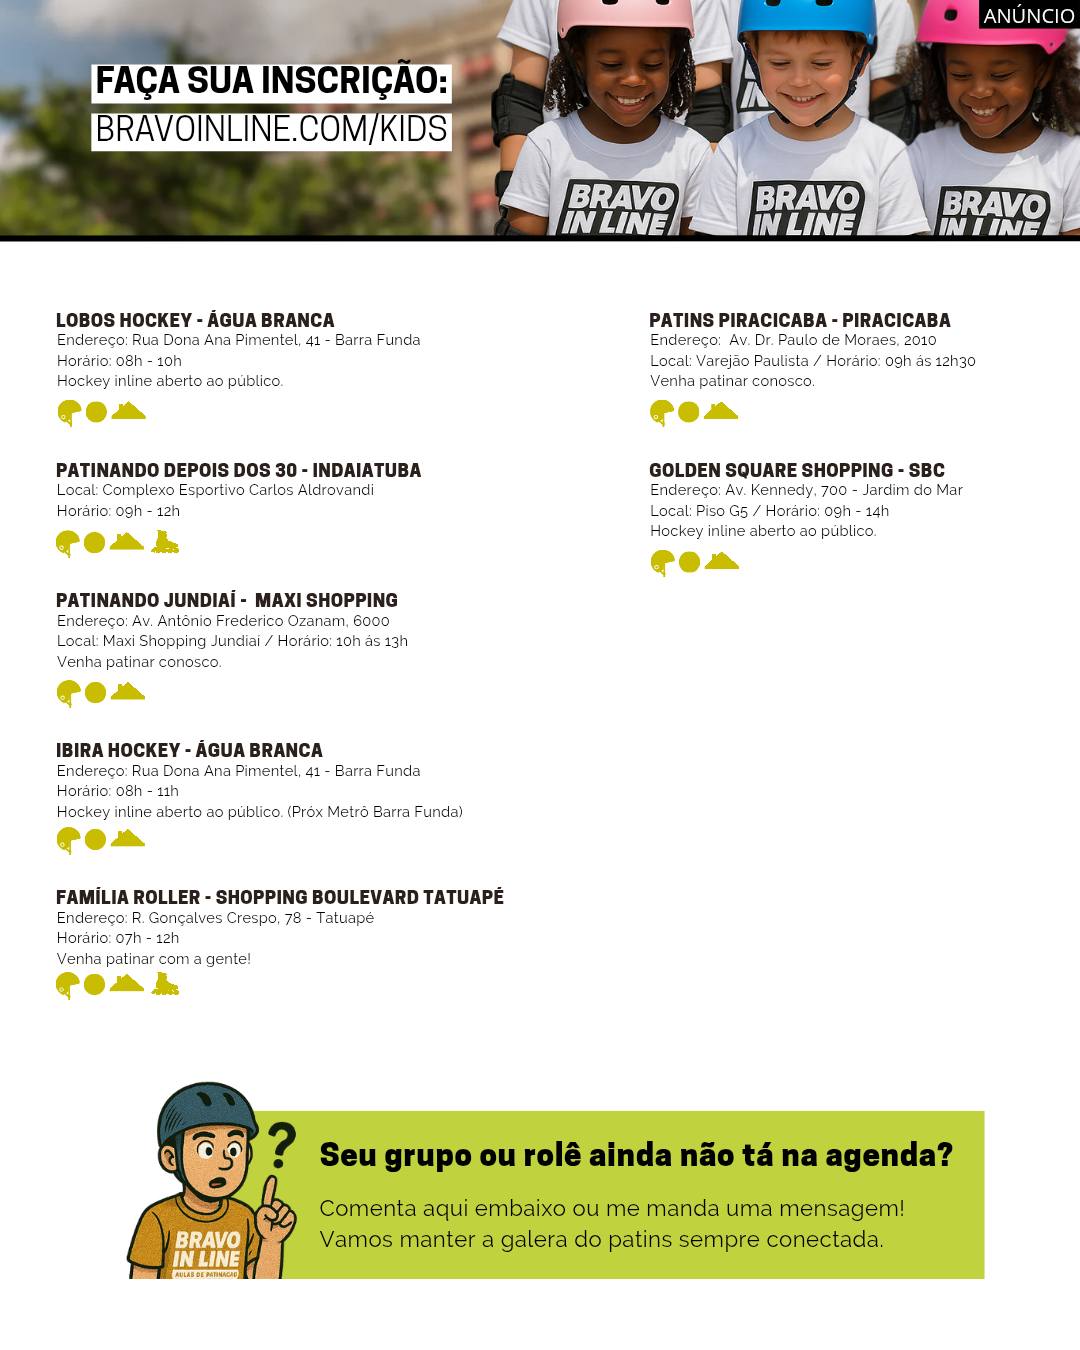 ANÚNCIO
FAÇA SUA INSCRIÇÃO:
BRAVOINLINE.COM/KIDS
BRAVO
IN LINE
BRAVO
IN LINE
BRAVO
IN LINE
LOBOS HOCKEY - ÁGUA BRANCA
Endereço: Rua Dona Ana Pimentel, 41 - Barra Funda
Horário: 08h - 10h
Hockey inline aberto ao público.
PATINANDO DEPOIS DOS 30 - INDAIATUBA
Local: Complexo Esportivo Carlos Aldrovandi
Horário: 09h - 12h
PATINANDO JUNDIAÍ - MAXI SHOPPING
Endereço: Av. Antônio Frederico Ozanam, 6000
Local: Maxi Shopping Jundiaí / Horário: 10h ás 13h
Venha patinar conosco.
IBIRA HOCKEY - ÁGUA BRANCA
Endereço: Rua Dona Ana Pimentel, 41 - Barra Funda
Horário: 08h - 11h
Hockey inline aberto ao público. (Próx Metrô Barra Funda)
FAMÍLIA ROLLER - SHOPPING BOULEVARD TATUAPÉ
Endereço: R. Gonçalves Crespo, 78 - Tatuapé
Horário: 07h - 12h
Venha patinar com a gente!
PATINS PIRACICABA - PIRACICABA
Endereço: Av. Dr. Paulo de Moraes, 2010
Local: Varejão Paulista / Horário: 09h ás 12h30
Venha patinar conosco.
GOLDEN SQUARE SHOPPING - SBC
Endereço: Av. Kennedy, 700 - Jardim do Mar
Local: Piso G5 / Horário: 09h - 14h
Hockey inline aberto ao público.
?
Seu grupo ou rolê ainda não tá na agenda?
Comenta aqui embaixo ou me manda uma mensagem!
Vamos manter a galera do patins sempre conectada.
BRAVO
IN LINE
AULAS DE PATINAÇÃO